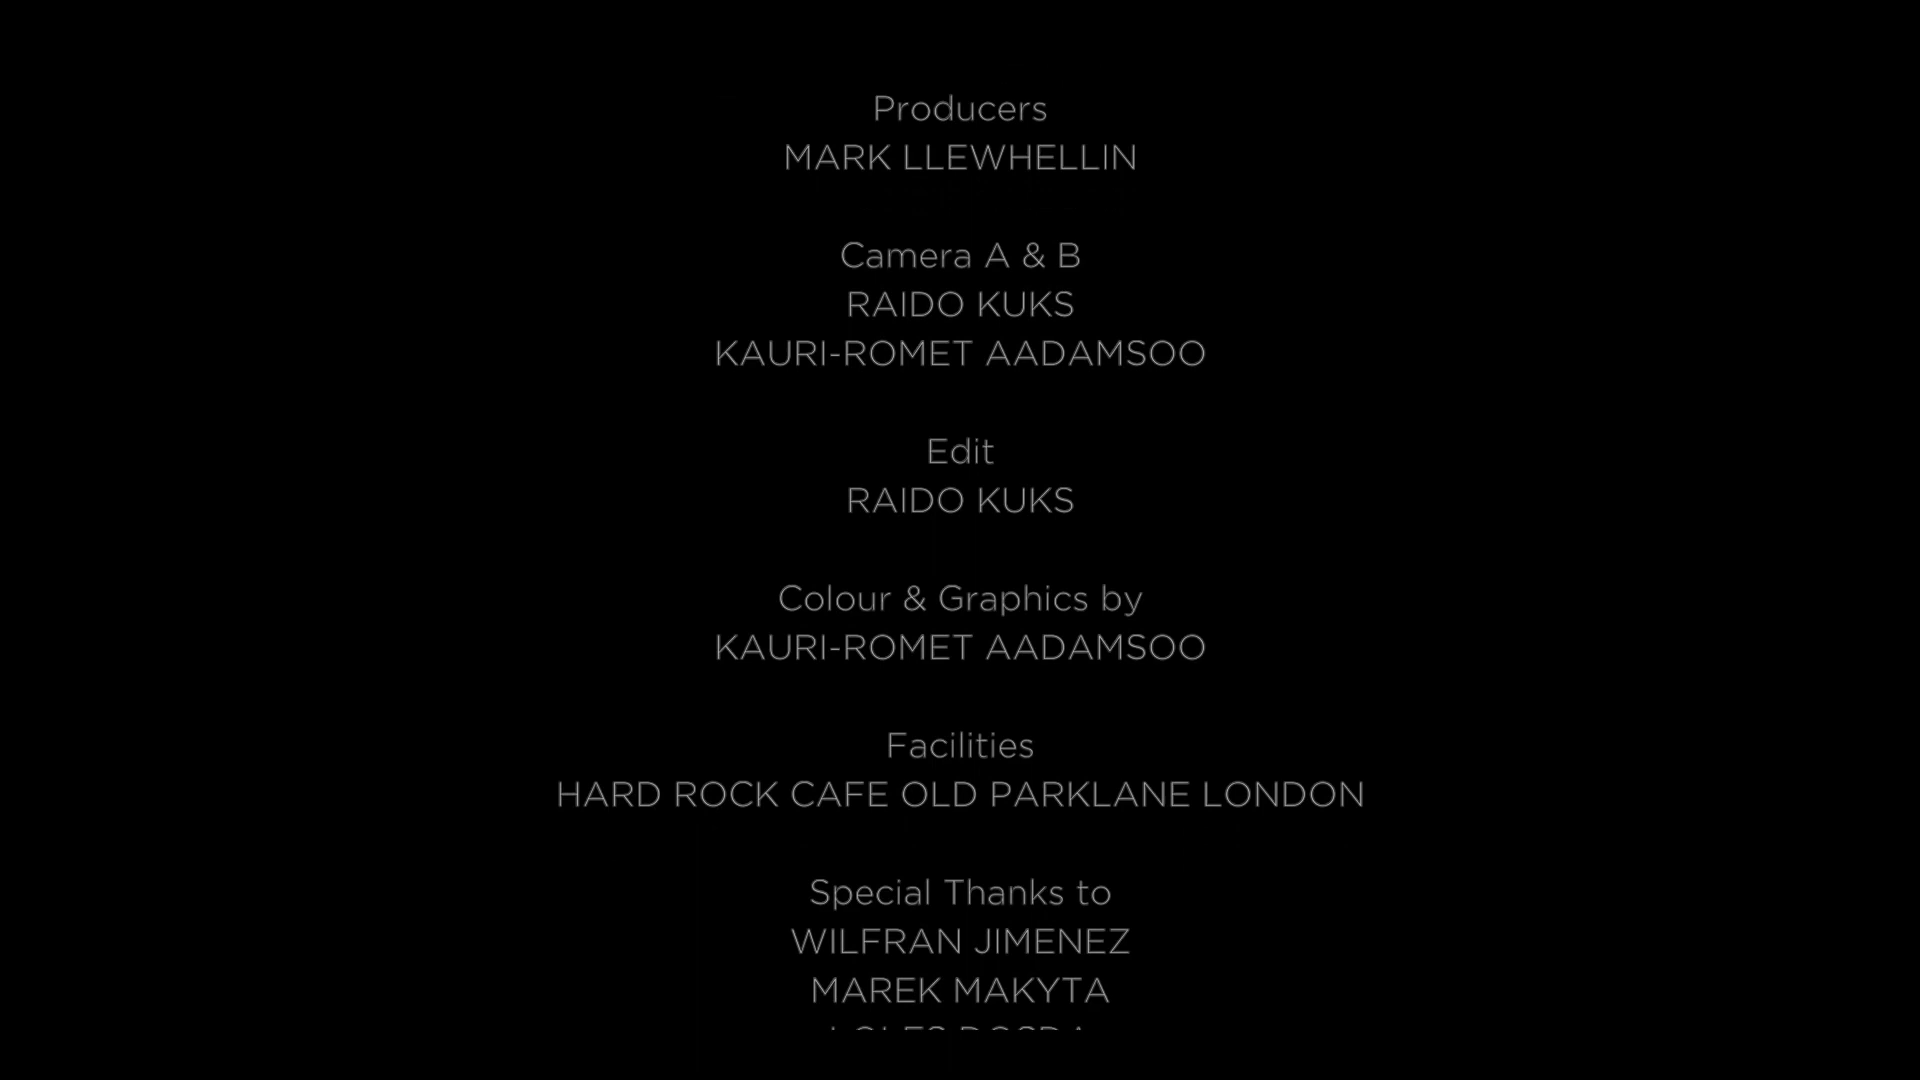 Producers
MARK LLEWHELLIN
Camera A & B
RAIDO KUKS
KAURI-ROMET AADAMSOO
Edit
RAIDO KUKS
Colour & Graphics by
KAURI-ROMET AADAMSOO
Facilities
HARD ROCK CAFE OLD PARKLANE LONDON
Special Thanks to
WILFRAN JIMENEZ
MAREK MAKYTA